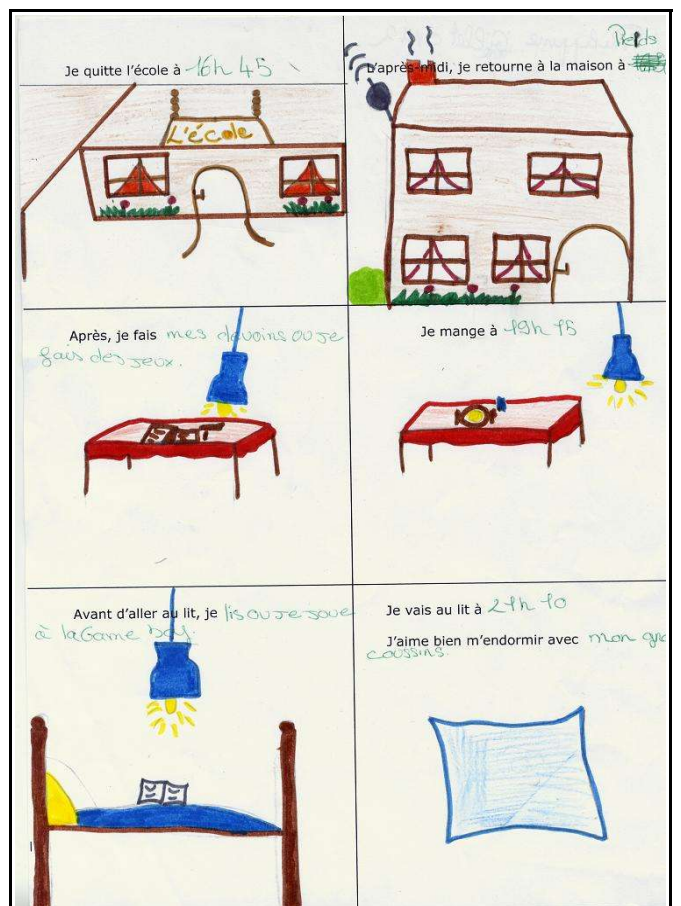 Je quitte l'école à 16h 45
L'école
Pieds
L'après-midi, je retourne à la maison à
Après, je fais mes devoirs ou je
fais des jeux.
Je mange à 19h 15
Avant d'aller au lit, je lis ou je joue
à la Game boy.
Je vais au lit à 21h 10
J'aime bien m'endormir avec mon
coussins.